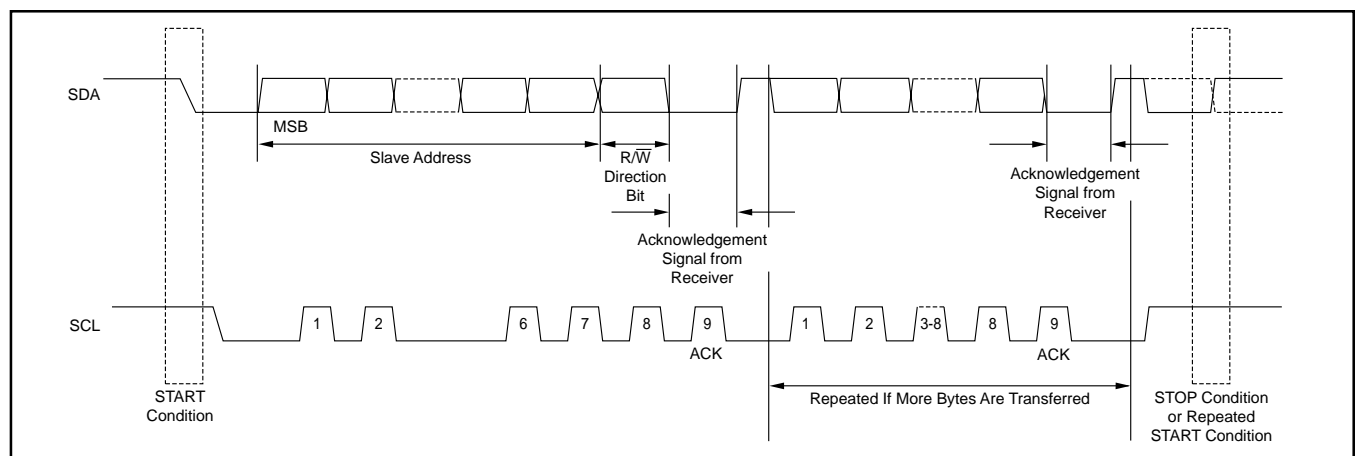 SDA
MSB
Slave Address
R/W̅
Direction
Bit
Acknowledgement
Signal from
Receiver
Acknowledgement
Signal from
Receiver
SCL
1
2
6
7
8
9
ACK
1
2
3-8
8
9
ACK
START
Condition
Repeated If More Bytes Are Transferred
STOP Condition
or Repeated
START Condition